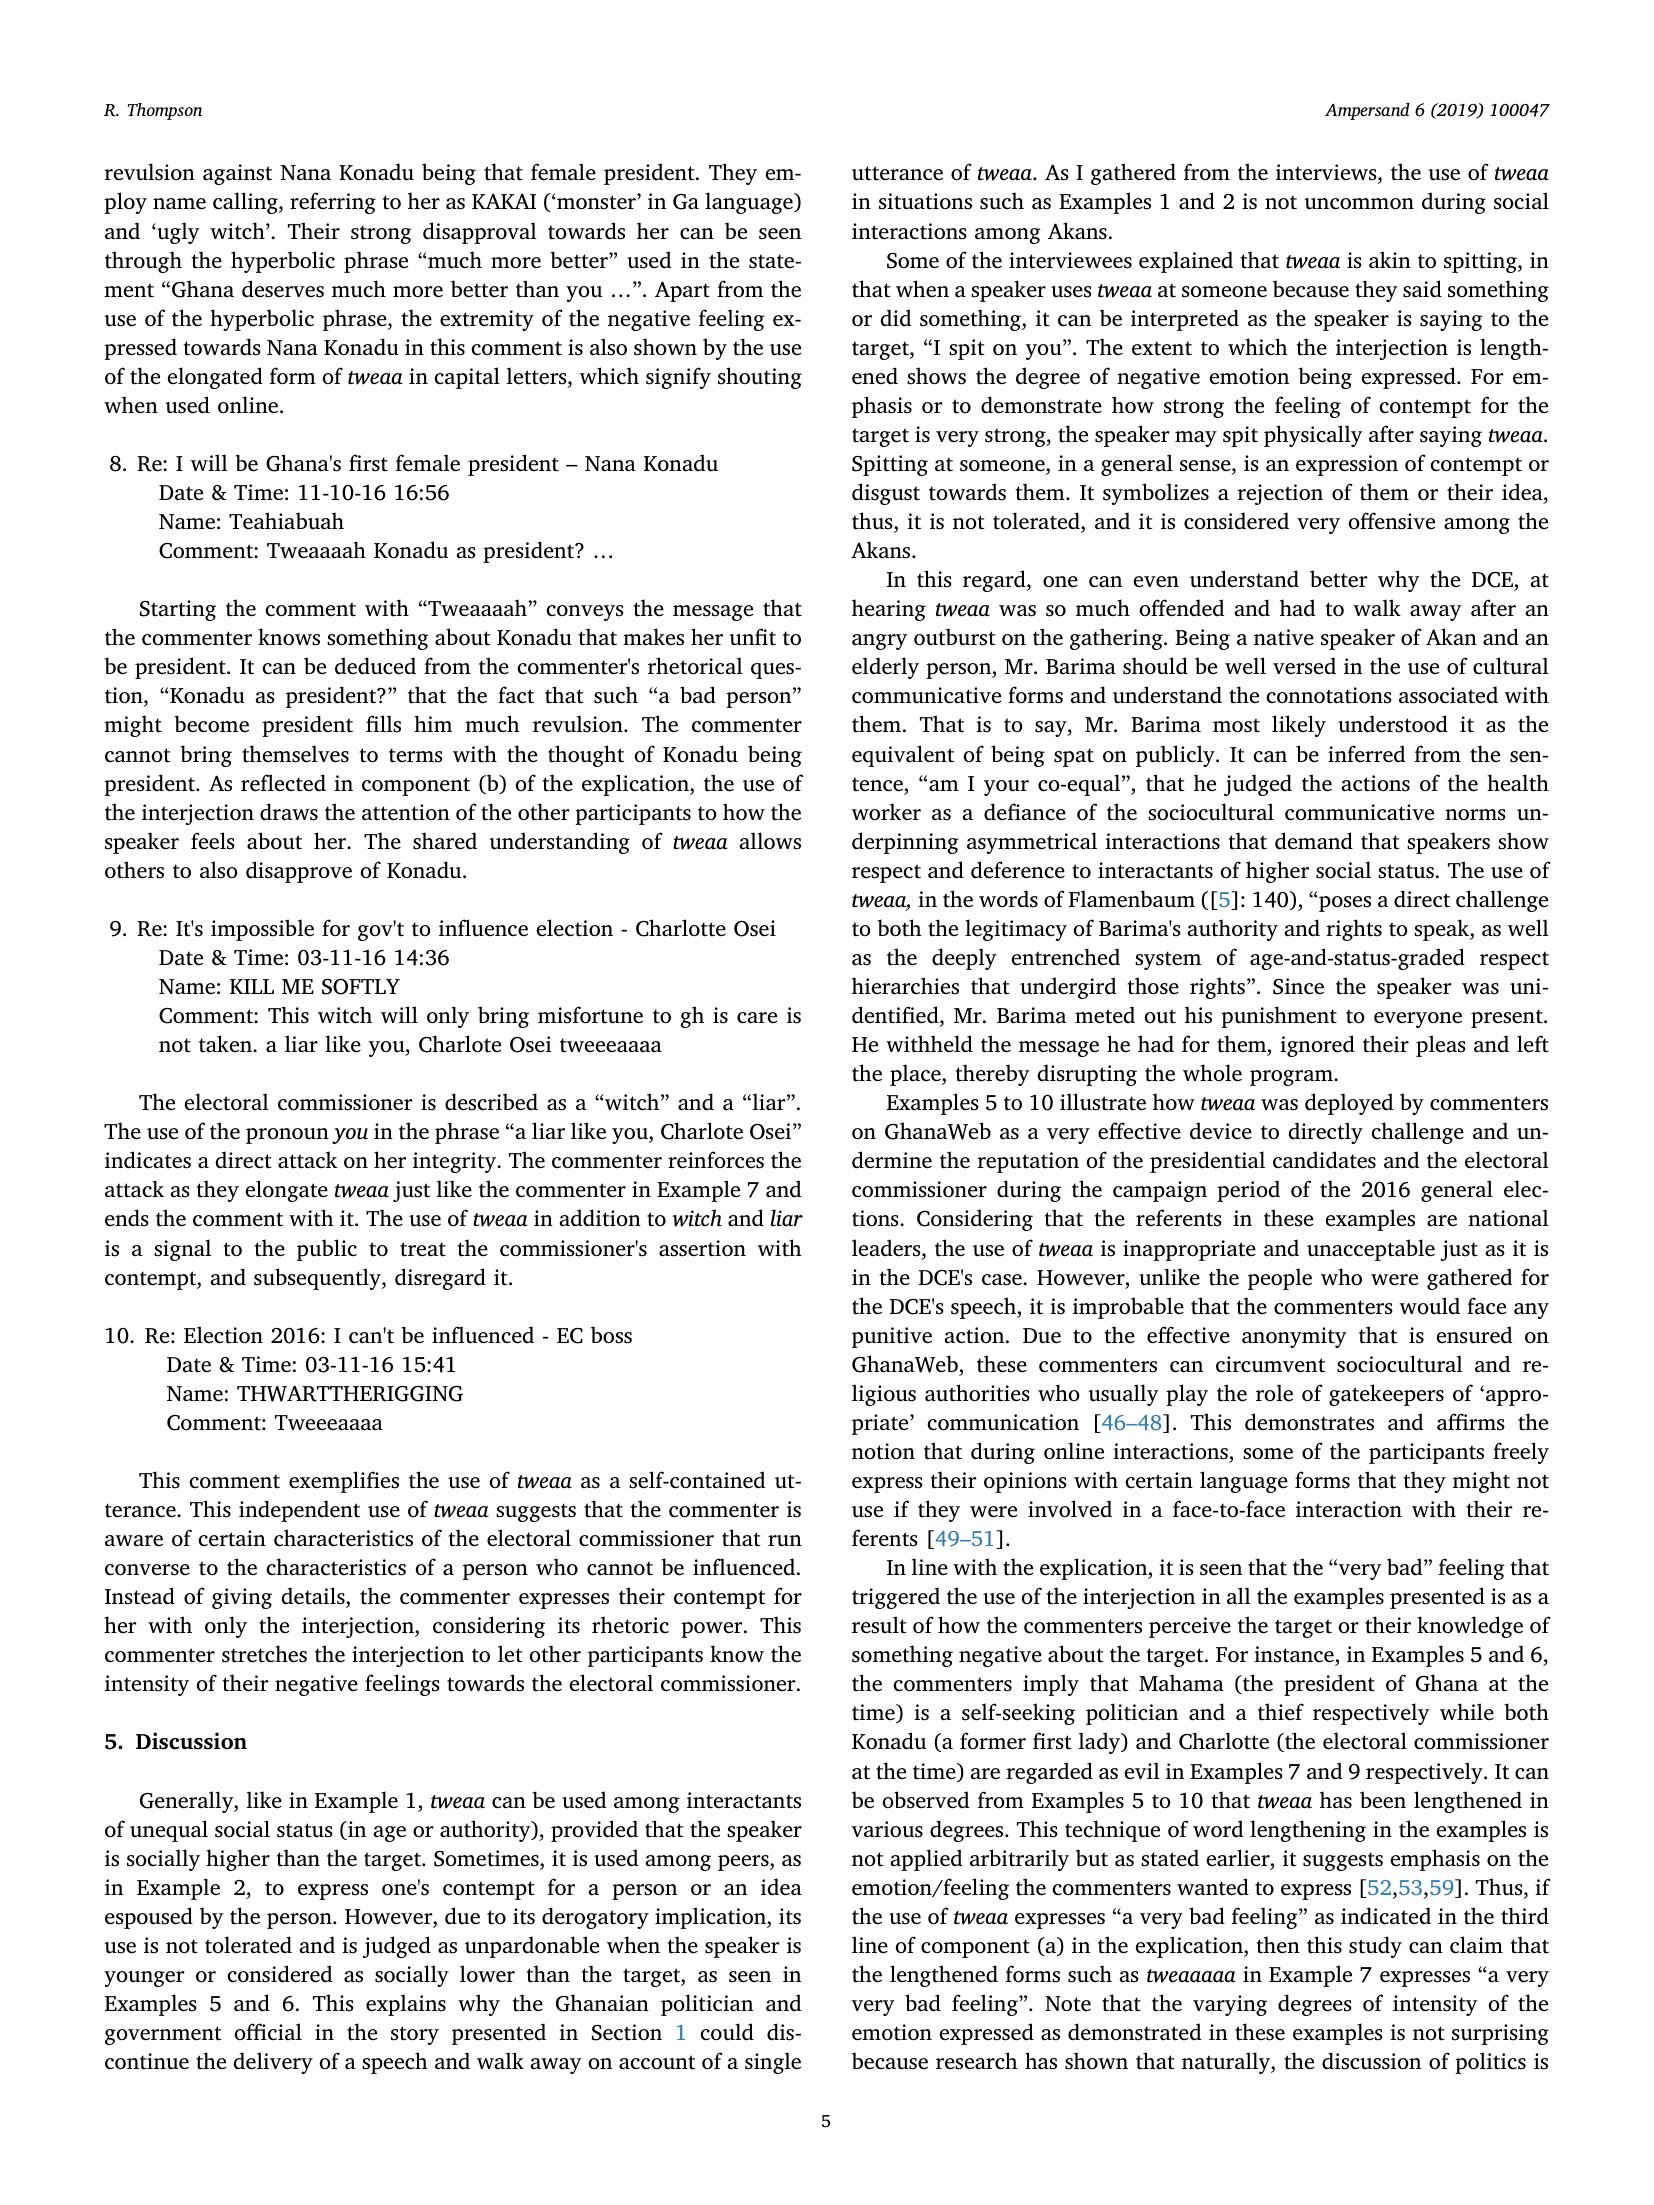 R. Thompson
Ampersand 6 (2019) 100047
revulsion against Nana Konadu being that female president. They em-
ploy name calling, referring to her as KAKAI (‘monster’ in Ga language)
and ‘ugly witch’. Their strong disapproval towards her can be seen
through the hyperbolic phrase “much more better” used in the state-
ment “Ghana deserves much more better than you …”. Apart from the
use of the hyperbolic phrase, the extremity of the negative feeling ex-
pressed towards Nana Konadu in this comment is also shown by the use
of the elongated form of tweaa in capital letters, which signify shouting
when used online.
8. Re: I will be Ghana's first female president – Nana Konadu
Date & Time: 11-10-16 16:56
Name: Teahiabuah
Comment: Tweaaaah Konadu as president? …
Starting the comment with “Tweaaaah” conveys the message that
the commenter knows something about Konadu that makes her unfit to
be president. It can be deduced from the commenter's rhetorical ques-
tion, “Konadu as president?” that the fact that such “a bad person”
might become president fills him much revulsion. The commenter
cannot bring themselves to terms with the thought of Konadu being
president. As reflected in component (b) of the explication, the use of
the interjection draws the attention of the other participants to how the
speaker feels about her. The shared understanding of tweaa allows
others to also disapprove of Konadu.
9. Re: It's impossible for gov't to influence election - Charlotte Osei
Date & Time: 03-11-16 14:36
Name: KILL ME SOFTLY
Comment: This witch will only bring misfortune to gh is care is
not taken. a liar like you, Charlote Osei tweeeaaaa
The electoral commissioner is described as a “witch” and a “liar”.
The use of the pronoun you in the phrase “a liar like you, Charlote Osei”
indicates a direct attack on her integrity. The commenter reinforces the
attack as they elongate tweaa just like the commenter in Example 7 and
ends the comment with it. The use of tweaa in addition to witch and liar
is a signal to the public to treat the commissioner's assertion with
contempt, and subsequently, disregard it.
10. Re: Election 2016: I can't be influenced - EC boss
Date & Time: 03-11-16 15:41
Name: THWARTTHERIGGING
Comment: Tweeeaaaa
This comment exemplifies the use of tweaa as a self-contained ut-
terance. This independent use of tweaa suggests that the commenter is
aware of certain characteristics of the electoral commissioner that run
converse to the characteristics of a person who cannot be influenced.
Instead of giving details, the commenter expresses their contempt for
her with only the interjection, considering its rhetoric power. This
commenter stretches the interjection to let other participants know the
intensity of their negative feelings towards the electoral commissioner.
5. Discussion
Generally, like in Example 1, tweaa can be used among interactants
of unequal social status (in age or authority), provided that the speaker
is socially higher than the target. Sometimes, it is used among peers, as
in Example 2, to express one's contempt for a person or an idea
espoused by the person. However, due to its derogatory implication, its
use is not tolerated and is judged as unpardonable when the speaker is
younger or considered as socially lower than the target, as seen in
Examples 5 and 6. This explains why the Ghanaian politician and
government official in the story presented in Section 1 could dis-
continue the delivery of a speech and walk away on account of a single
utterance of tweaa. As I gathered from the interviews, the use of tweaa
in situations such as Examples 1 and 2 is not uncommon during social
interactions among Akans.
Some of the interviewees explained that tweaa is akin to spitting, in
that when a speaker uses tweaa at someone because they said something
or did something, it can be interpreted as the speaker is saying to the
target, “I spit on you”. The extent to which the interjection is length-
ened shows the degree of negative emotion being expressed. For em-
phasis or to demonstrate how strong the feeling of contempt for the
target is very strong, the speaker may spit physically after saying tweaa.
Spitting at someone, in a general sense, is an expression of contempt or
disgust towards them. It symbolizes a rejection of them or their idea,
thus, it is not tolerated, and it is considered very offensive among the
Akans.
In this regard, one can even understand better why the DCE, at
hearing tweaa was so much offended and had to walk away after an
angry outburst on the gathering. Being a native speaker of Akan and an
elderly person, Mr. Barima should be well versed in the use of cultural
communicative forms and understand the connotations associated with
them. That is to say, Mr. Barima most likely understood it as the
equivalent of being spat on publicly. It can be inferred from the sen-
tence, “am I your co-equal”, that he judged the actions of the health
worker as a defiance of the sociocultural communicative norms un-
derpinning asymmetrical interactions that demand that speakers show
respect and deference to interactants of higher social status. The use of
tweaa, in the words of Flamenbaum ([5]: 140), “poses a direct challenge
to both the legitimacy of Barima's authority and rights to speak, as well
as the deeply entrenched system of age-and-status-graded respect
hierarchies that undergird those rights”. Since the speaker was uni-
dentified, Mr. Barima meted out his punishment to everyone present.
He withheld the message he had for them, ignored their pleas and left
the place, thereby disrupting the whole program.
Examples 5 to 10 illustrate how tweaa was deployed by commenters
on GhanaWeb as a very effective device to directly challenge and un-
dermine the reputation of the presidential candidates and the electoral
commissioner during the campaign period of the 2016 general elec-
tions. Considering that the referents in these examples are national
leaders, the use of tweaa is inappropriate and unacceptable just as it is
in the DCE's case. However, unlike the people who were gathered for
the DCE's speech, it is improbable that the commenters would face any
punitive action. Due to the effective anonymity that is ensured on
GhanaWeb, these commenters can circumvent sociocultural and re-
ligious authorities who usually play the role of gatekeepers of ‘appro-
priate’ communication [46–48]. This demonstrates and affirms the
notion that during online interactions, some of the participants freely
express their opinions with certain language forms that they might not
use if they were involved in a face-to-face interaction with their re-
ferents [49–51].
In line with the explication, it is seen that the “very bad” feeling that
triggered the use of the interjection in all the examples presented is as a
result of how the commenters perceive the target or their knowledge of
something negative about the target. For instance, in Examples 5 and 6,
the commenters imply that Mahama (the president of Ghana at the
time) is a self-seeking politician and a thief respectively while both
Konadu (a former first lady) and Charlotte (the electoral commissioner
at the time) are regarded as evil in Examples 7 and 9 respectively. It can
be observed from Examples 5 to 10 that tweaa has been lengthened in
various degrees. This technique of word lengthening in the examples is
not applied arbitrarily but as stated earlier, it suggests emphasis on the
emotion/feeling the commenters wanted to express [52,53,59]. Thus, if
the use of tweaa expresses “a very bad feeling” as indicated in the third
line of component (a) in the explication, then this study can claim that
the lengthened forms such as tweaaaaa in Example 7 expresses “a very
very bad feeling”. Note that the varying degrees of intensity of the
emotion expressed as demonstrated in these examples is not surprising
because research has shown that naturally, the discussion of politics is
5